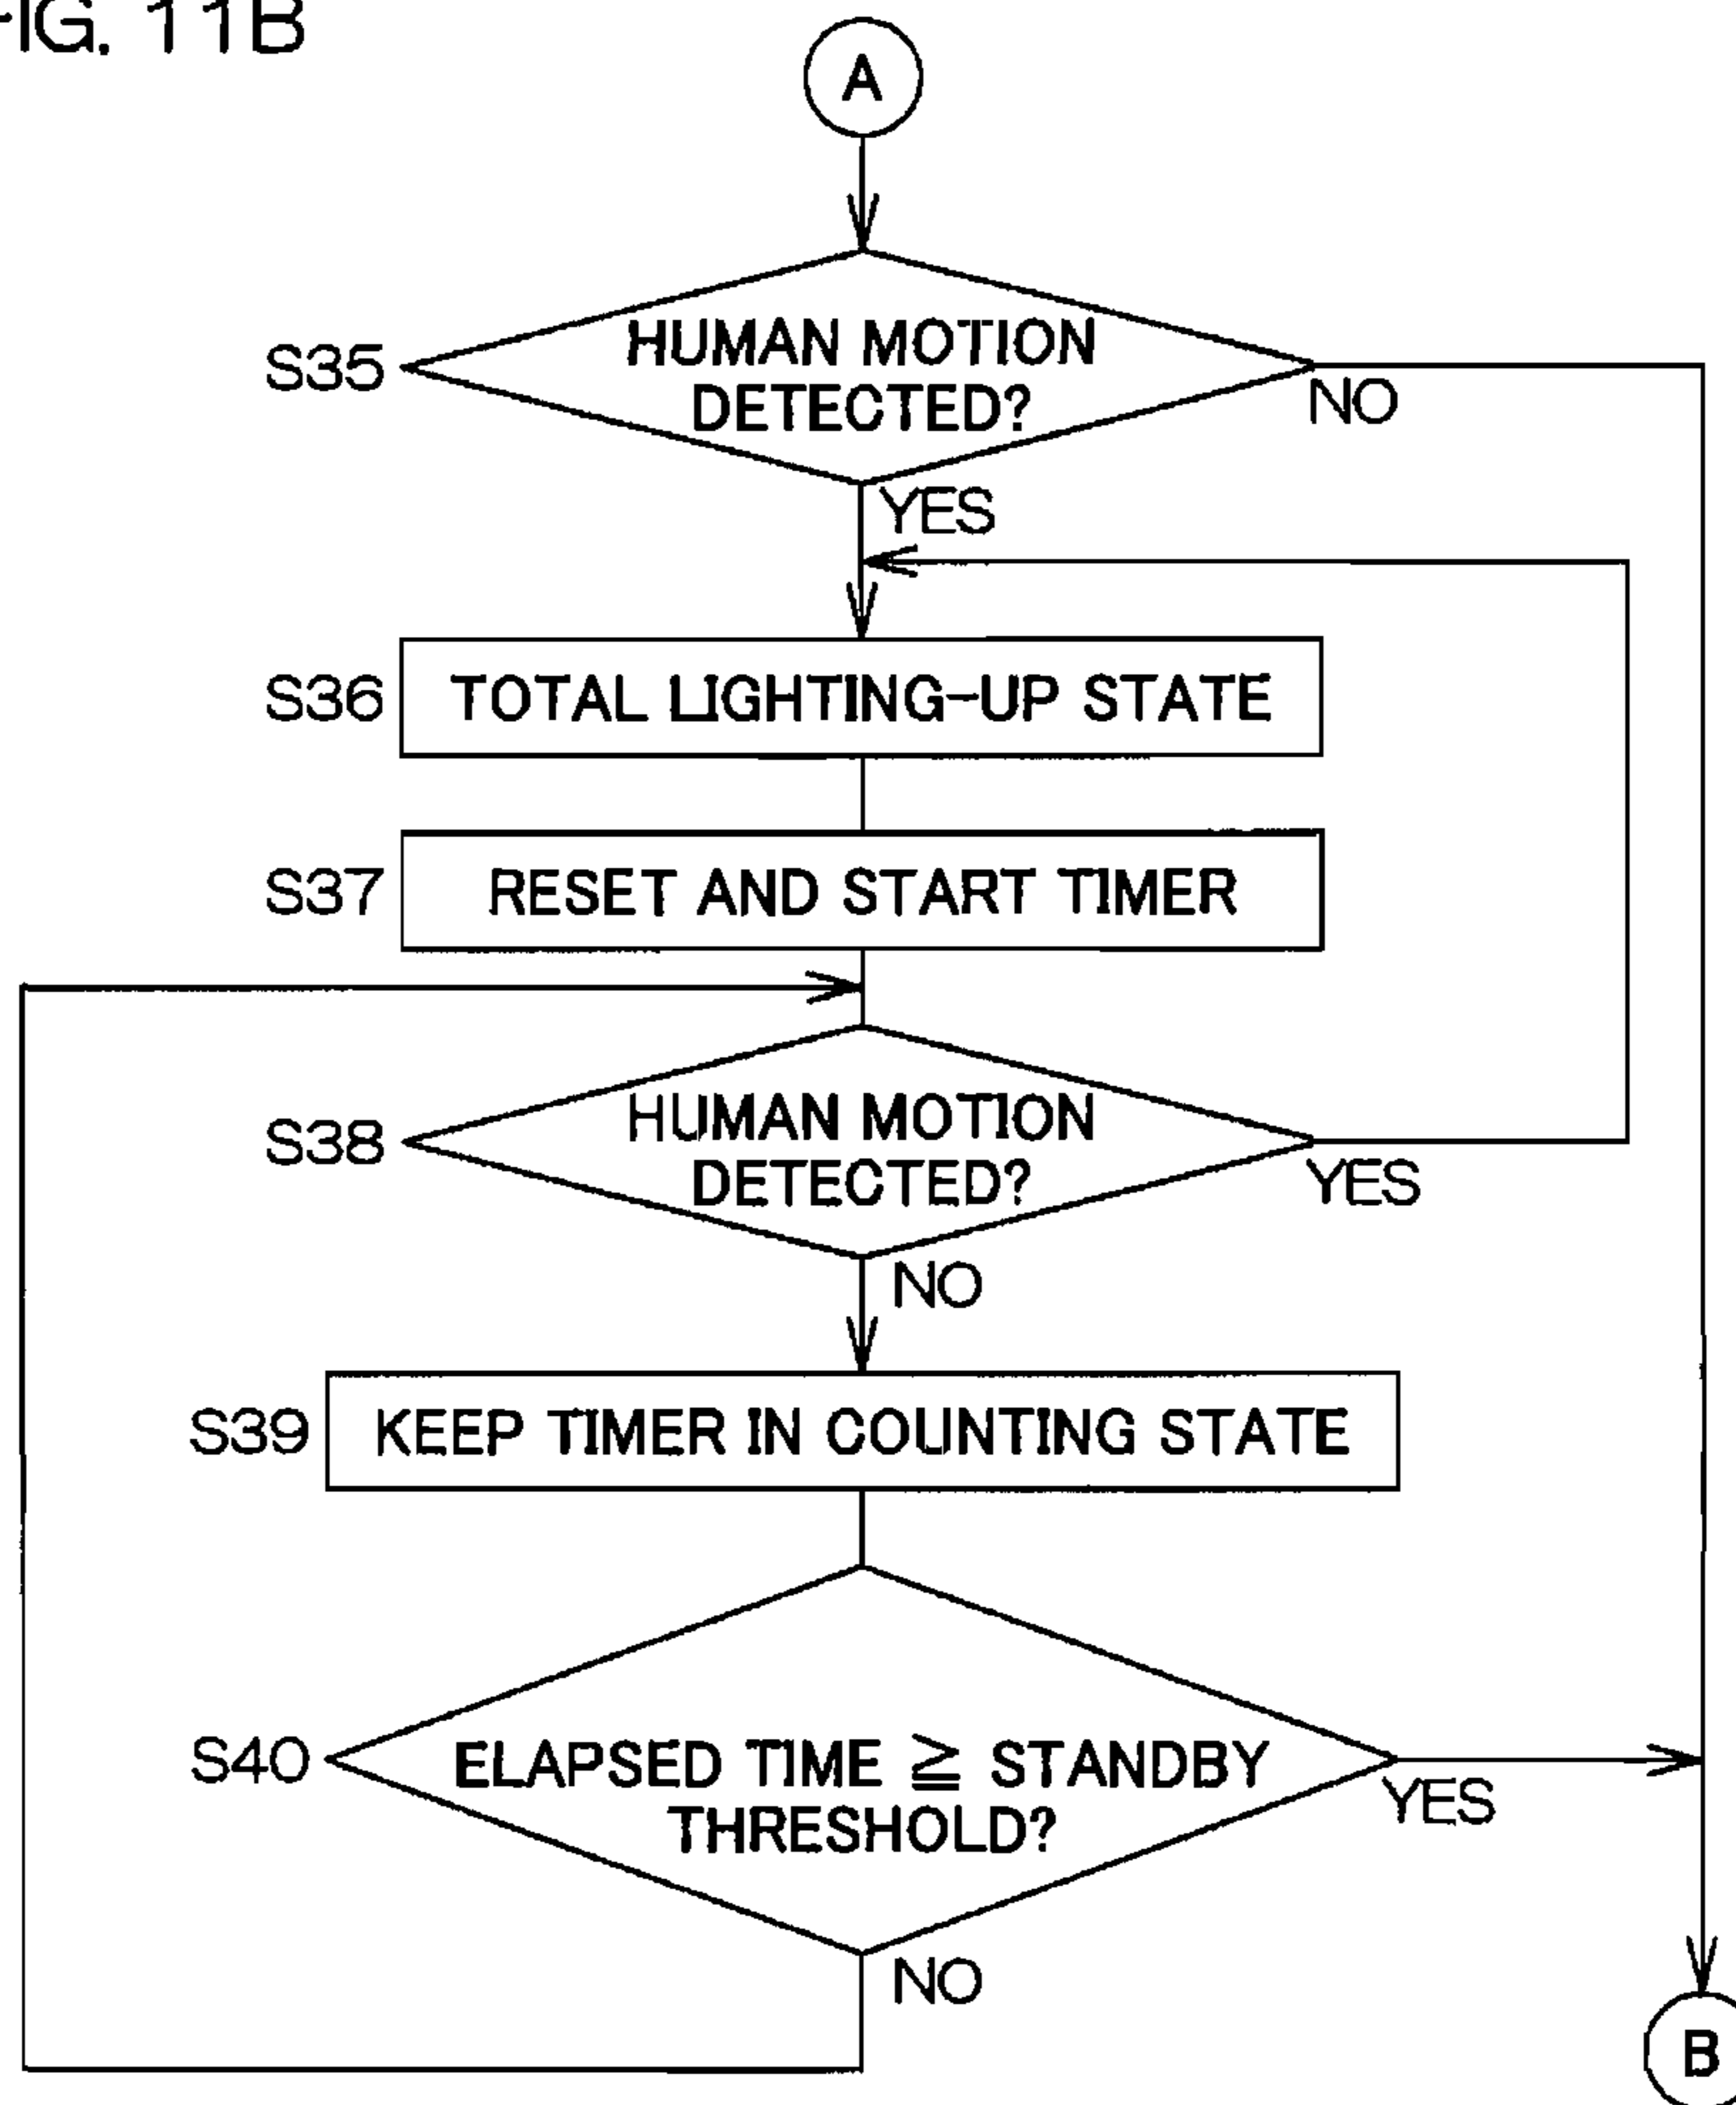 FIG. 11B
A
S35
HUMAN MOTION
DETECTED?
NO
YES
S36
TOTAL LIGHTING-UP STATE
S37
RESET AND START TIMER
S38
HUMAN MOTION
DETECTED?
YES
NO
S39
KEEP TIMER IN COUNTING STATE
S40
ELAPSED TIME ≧ STANDBY
THRESHOLD?
YES
NO
B